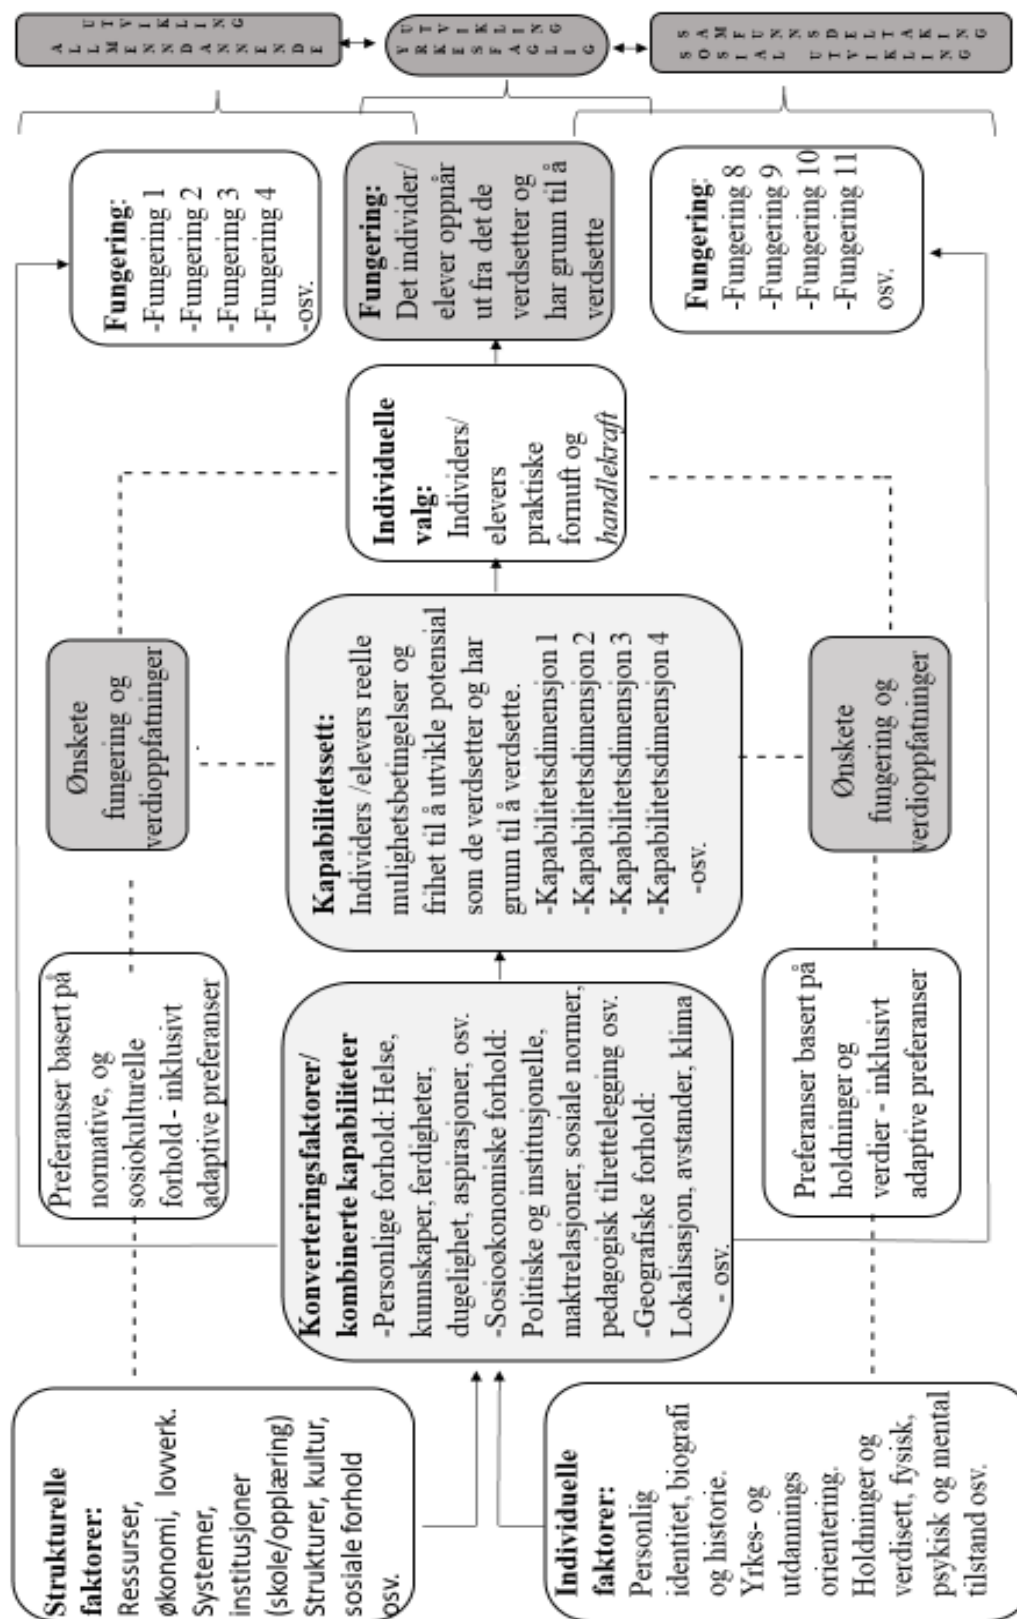 Strukturelle
faktorer:
Ressurser,
økonomi, lovverk.
Systemer,
institusjoner
(skole/opplæring)
Strukturer, kultur,
sosiale forhold
osv.
Individuelle
faktorer:
Personlig
identitet, biografi
og historie.
Yrkes- og
utdannings
orientering.
Holdninger og
verdisett, fysisk,
psykisk og mental
tilstand osv.
Preferanser basert på
normative, og
sosiokulturelle
forhold - inklusivt
adaptive preferanser
Konverteringsfaktorer/
kombinerte kapabiliteter
-Personlige forhold: Helse,
kunnskaper, ferdigheter,
dugelighet, aspirasjoner, osv.
-Sosioøkonomiske forhold:
Politiske og institusjonelle,
maktrelasjoner, sosiale normer,
pedagogisk tilrettelegging osv.
-Geografiske forhold:
Lokalisasjon, avstander, klima
- osv.
Preferanser basert på
holdninger og
verdier - inklusivt
adaptive preferanser
Ønskete
fungering og
verdioppfatninger
Kapabilitetssett:
Individers /elevers reelle
mulighetsbetingelser og
frihet til å utvikle potensial
som de verdsetter og har
grunn til å verdsette.
-Kapabilitetsdimensjon 1
-Kapabilitetsdimensjon 2
-Kapabilitetsdimensjon 3
-Kapabilitetsdimensjon 4
-osv.
Ønskete
fungering og
verdioppfatninger
Individuelle
valg:
Individers/
elevers
praktiske
fornuft og
handlekraft
Fungering:
-Fungering 1
-Fungering 2
-Fungering 3
-Fungering 4
-osv.
Fungering:
Det individer/
elever oppnår
ut fra det de
verdsetter og
har grunn til å
verdsette
Fungering:
-Fungering 8
-Fungering 9
-Fungering 10
-Fungering 11
osv.
ALLMENNDANNENDE
UTVIKLING
YRKESFAGLIG
UTVIKLING
SOSIAL UTVIKLING
SAMFUNNSDELTAKING